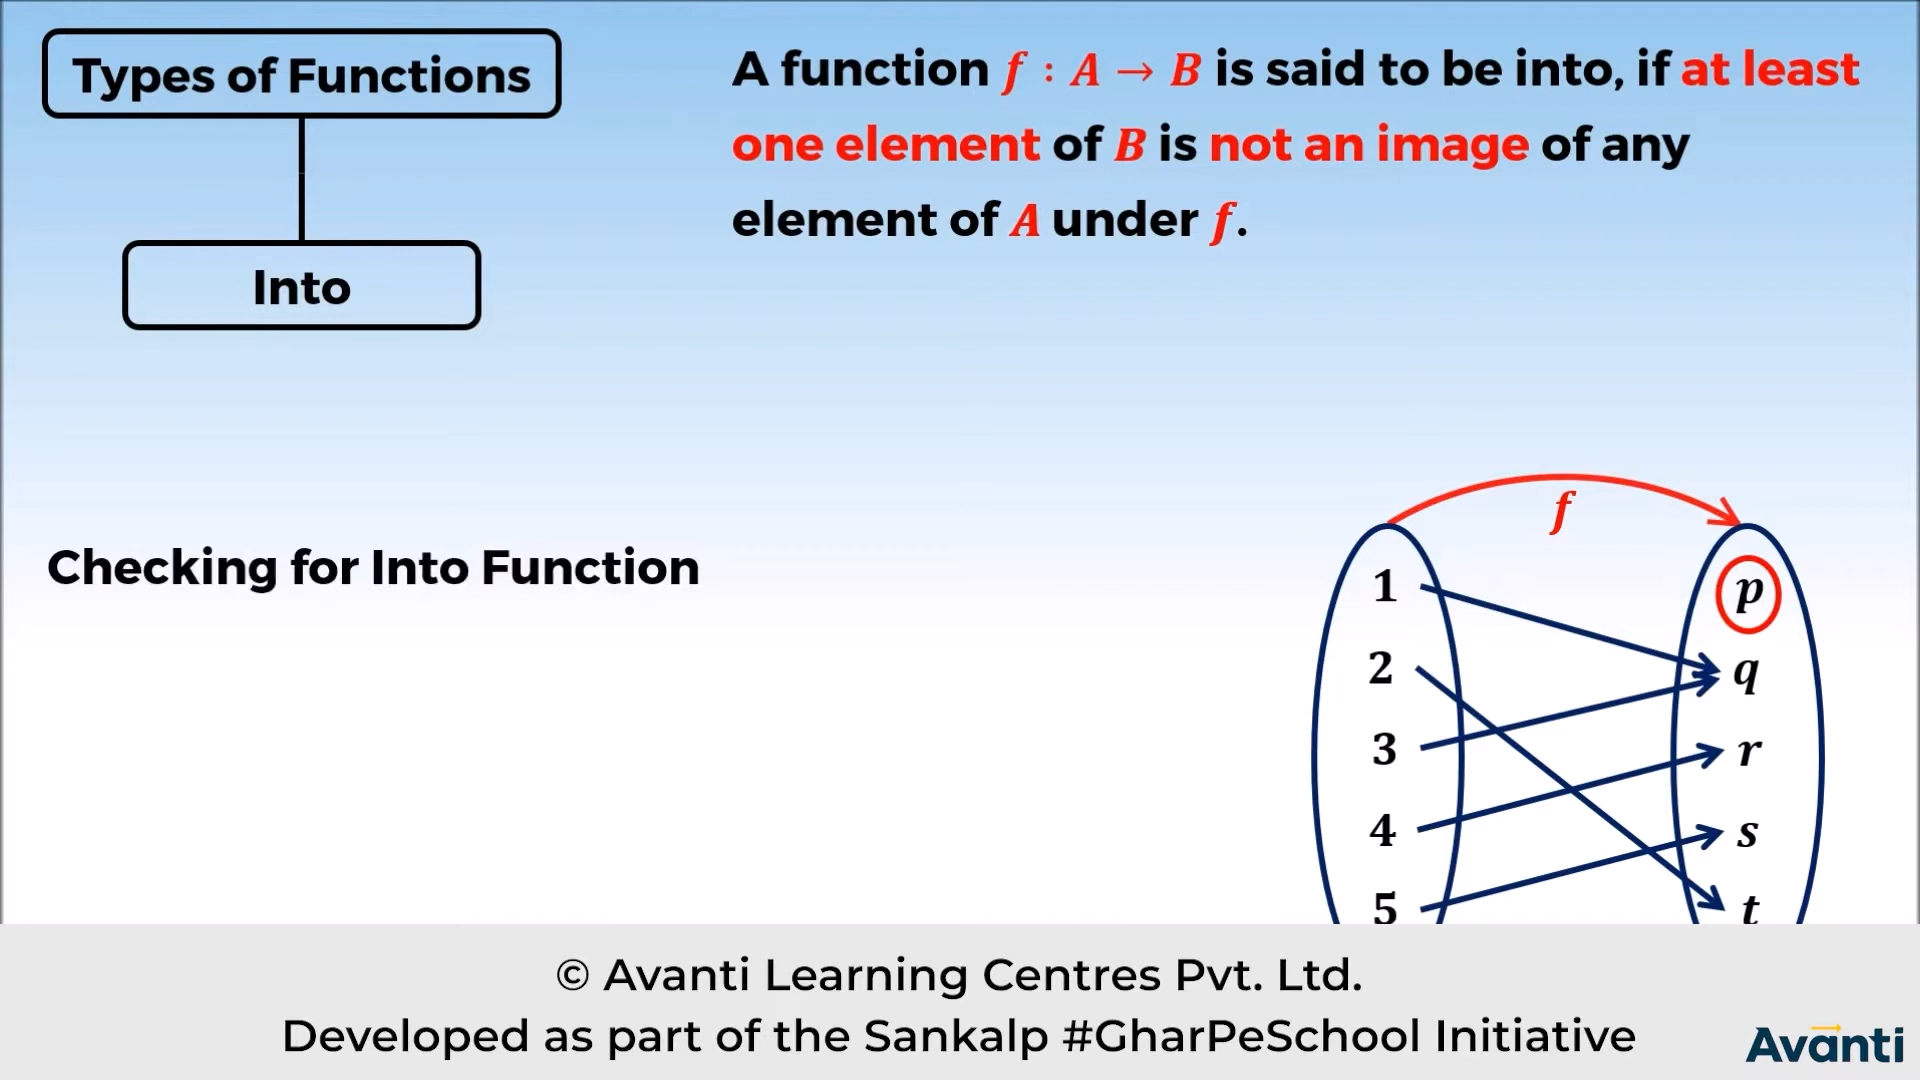 Types of Functions
Into
A function f : A → B is said to be into, if at least
one element of B is not an image of any
element of A under f.
Checking for Into Function
f
1
2
3
4
5
p
q
r
s
t
© Avanti Learning Centres Pvt. Ltd.
Developed as part of the Sankalp #GharPeSchool Initiative
Avanti